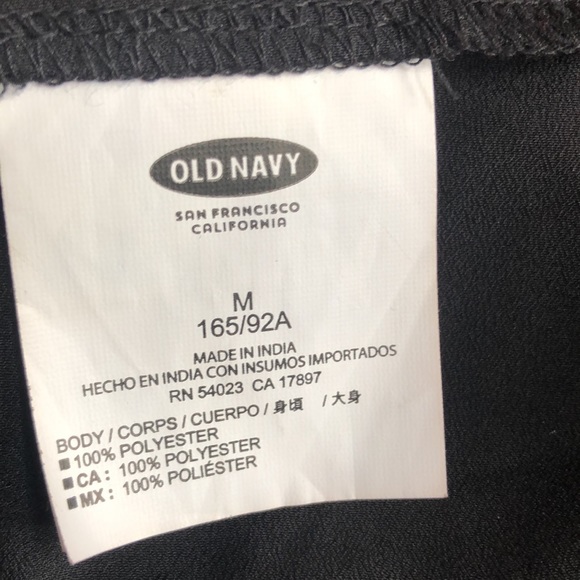 OLD NAVY
SAN FRANCISCO
CALIFORNIA
M
165/92A
MADE IN INDIA
HECHO EN INDIA CON INSUMOS IMPORTADOS
RN 54023 CA 17897
BODY / CORPS / CUERPO / 身頃 / 大身
■ 100% POLYESTER
■ CA : 100% POLYESTER
■ MX : 100% POLIÉSTER